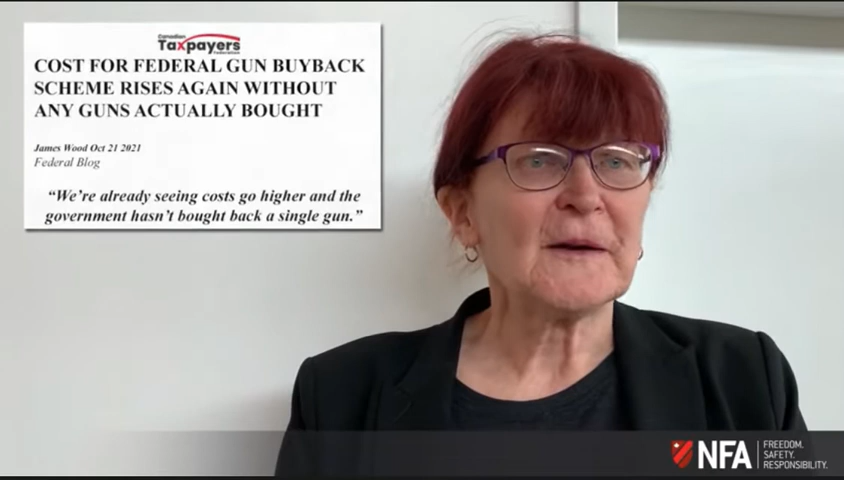 Canadian
Taxpayers
Federation
COST FOR FEDERAL GUN BUYBACK
SCHEME RISES AGAIN WITHOUT
ANY GUNS ACTUALLY BOUGHT
James Wood Oct 21 2021
Federal Blog
“We’re already seeing costs go higher and the
government hasn’t bought back a single gun.”
NFA
FREEDOM.
SAFETY.
RESPONSIBILITY.